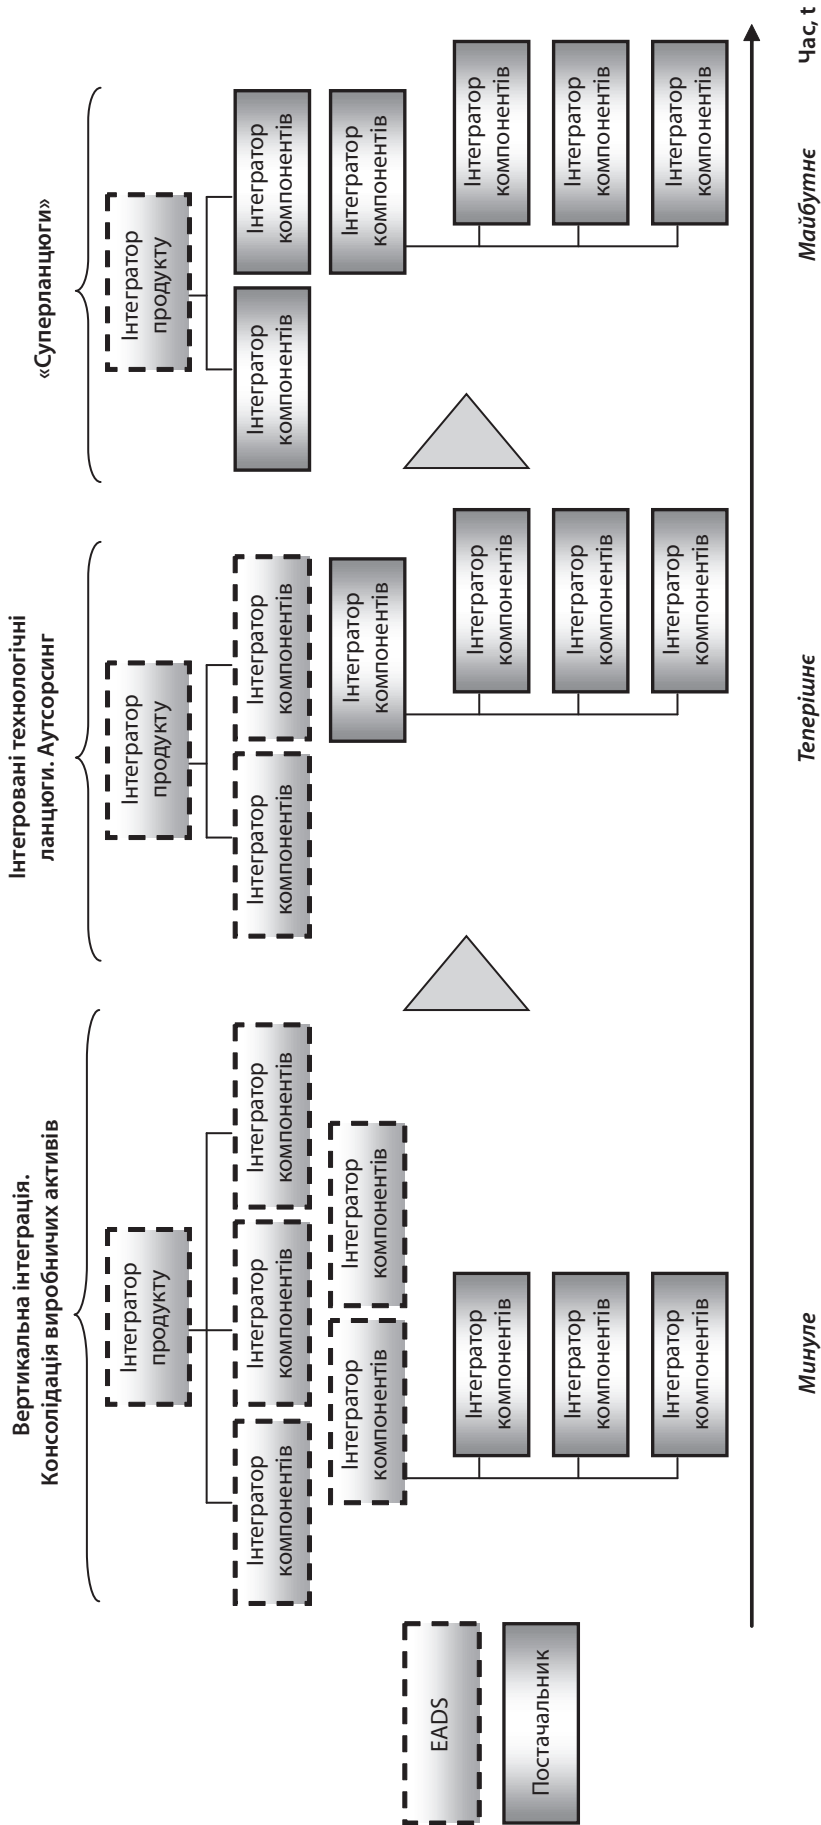 Вертикальна інтеграція.
Консолідація виробничих активів
Інтегратор
продукту
Інтегратор
компонентів
Інтегратор
компонентів
Інтегратор
компонентів
Інтегратор
компонентів
Інтегратор
компонентів
Інтегратор
компонентів
Інтегратор
компонентів
Інтегратор
компонентів
Інтегровані технологічні
ланцюги. Аутсорсинг
Інтегратор
продукту
Інтегратор
компонентів
Інтегратор
компонентів
Інтегратор
компонентів
Інтегратор
компонентів
Інтегратор
компонентів
Інтегратор
компонентів
«Суперланцюги»
Інтегратор
продукту
Інтегратор
компонентів
Інтегратор
компонентів
Інтегратор
компонентів
Інтегратор
компонентів
Інтегратор
компонентів
Інтегратор
компонентів
EADS
Постачальник
Минуле
Теперішнє
Майбутнє
Час, t